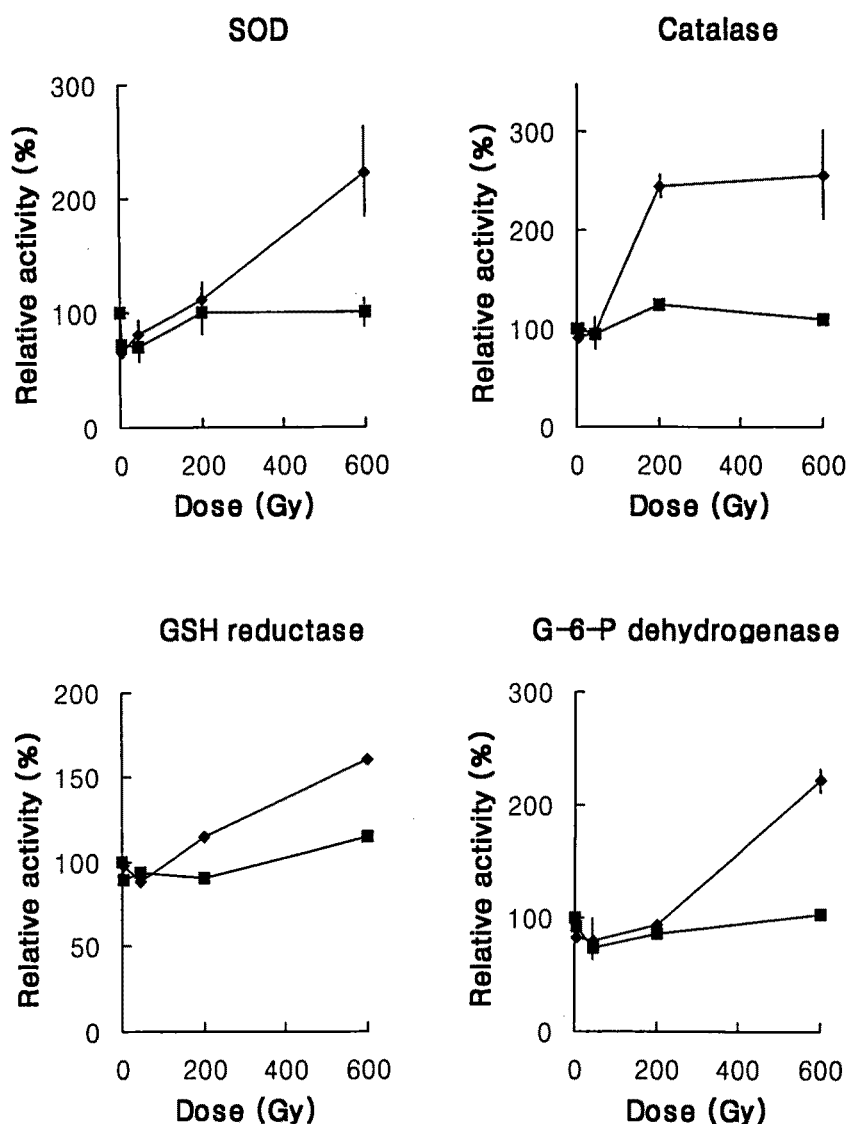 SOD
Relative activity (%)
300
200
100
0
0 200 400 600
Dose (Gy)
Catalase
Relative activity (%)
300
200
100
0
0 200 400 600
Dose (Gy)
GSH reductase
Relative activity (%)
200
150
100
50
0
0 200 400 600
Dose (Gy)
G-6-P dehydrogenase
Relative activity (%)
300
200
100
0
0 200 400 600
Dose (Gy)